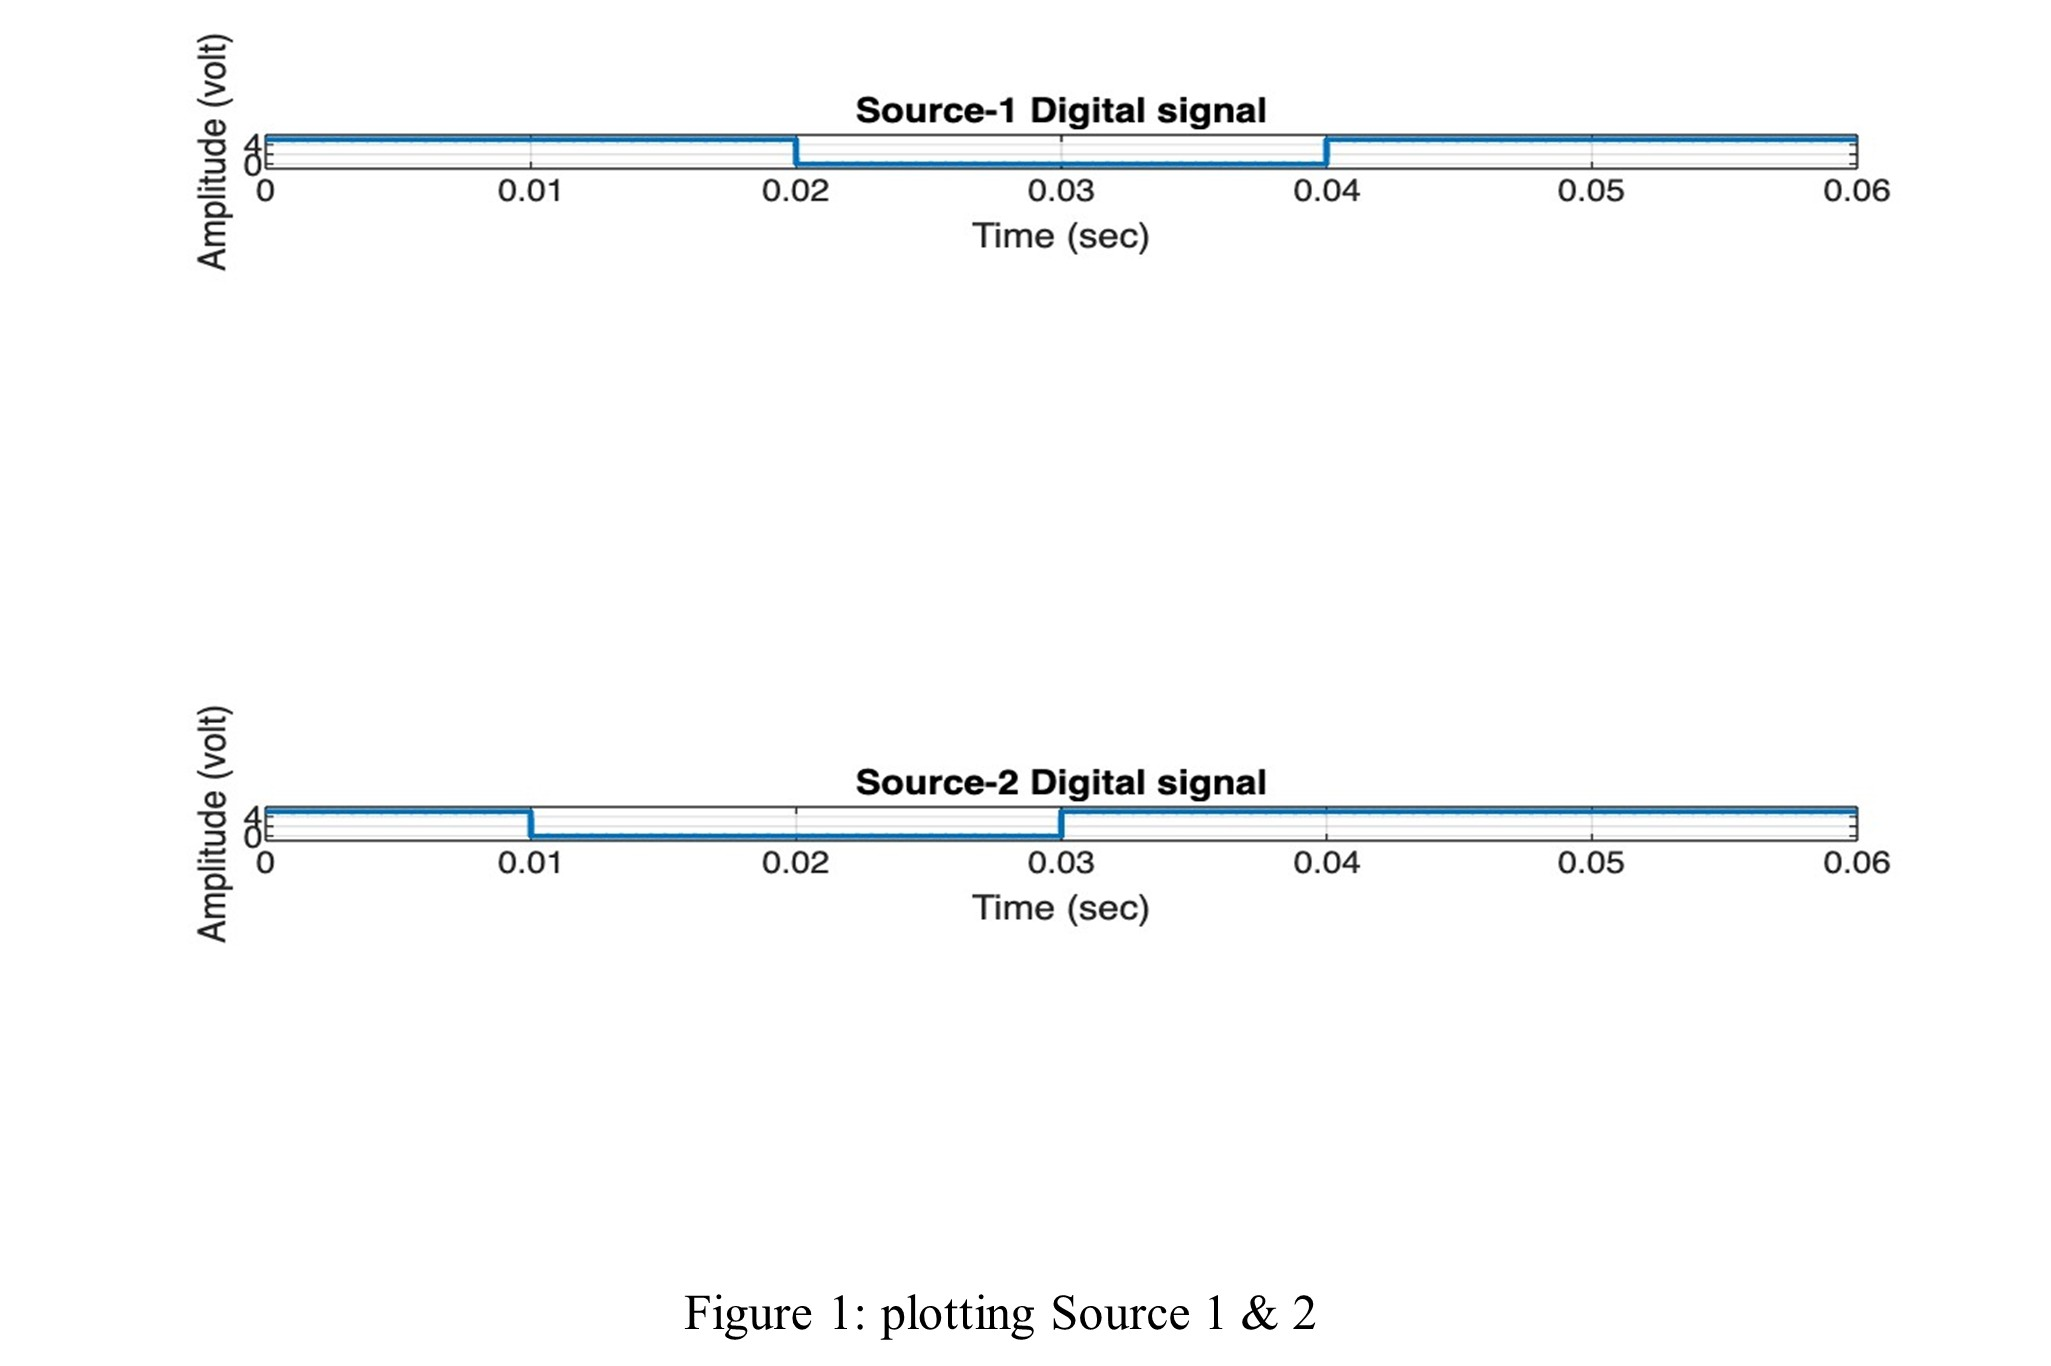 Source-1 Digital signal
Amplitude (volt)
4
0
0 0.01 0.02 0.03 0.04 0.05 0.06
Time (sec)
Source-2 Digital signal
Amplitude (volt)
4
0
0 0.01 0.02 0.03 0.04 0.05 0.06
Time (sec)
Figure 1: plotting Source 1 & 2